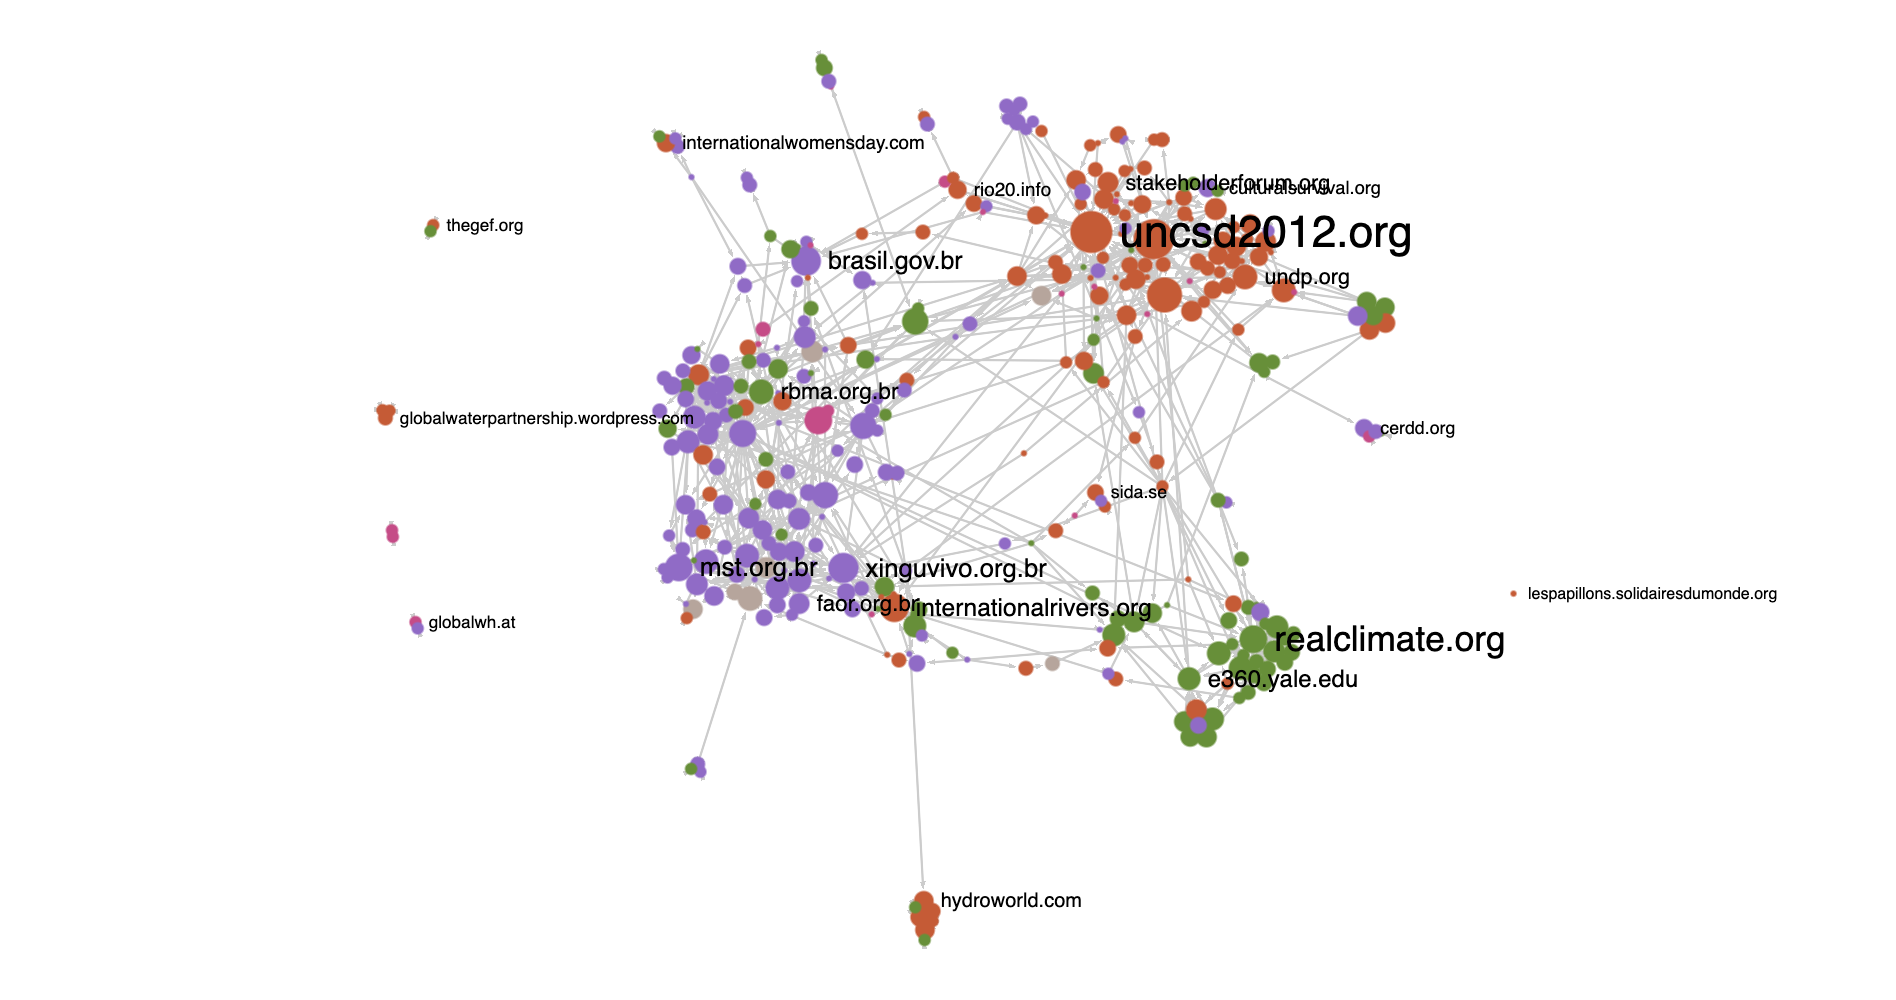 internationalwomensday.com
rio20.info
stakeholderforum.org
culturalsurvival.org
thegef.org
uncsd2012.org
brasil.gov.br
undp.org
rbma.org.br
globalwaterpartnership.wordpress.com
cerdd.org
sida.se
mst.org.br
xinguvivo.org.br
lespapillons.solidairesdumonde.org
faor.org.br
internationalrivers.org
globalwh.at
realclimate.org
e360.yale.edu
hydroworld.com